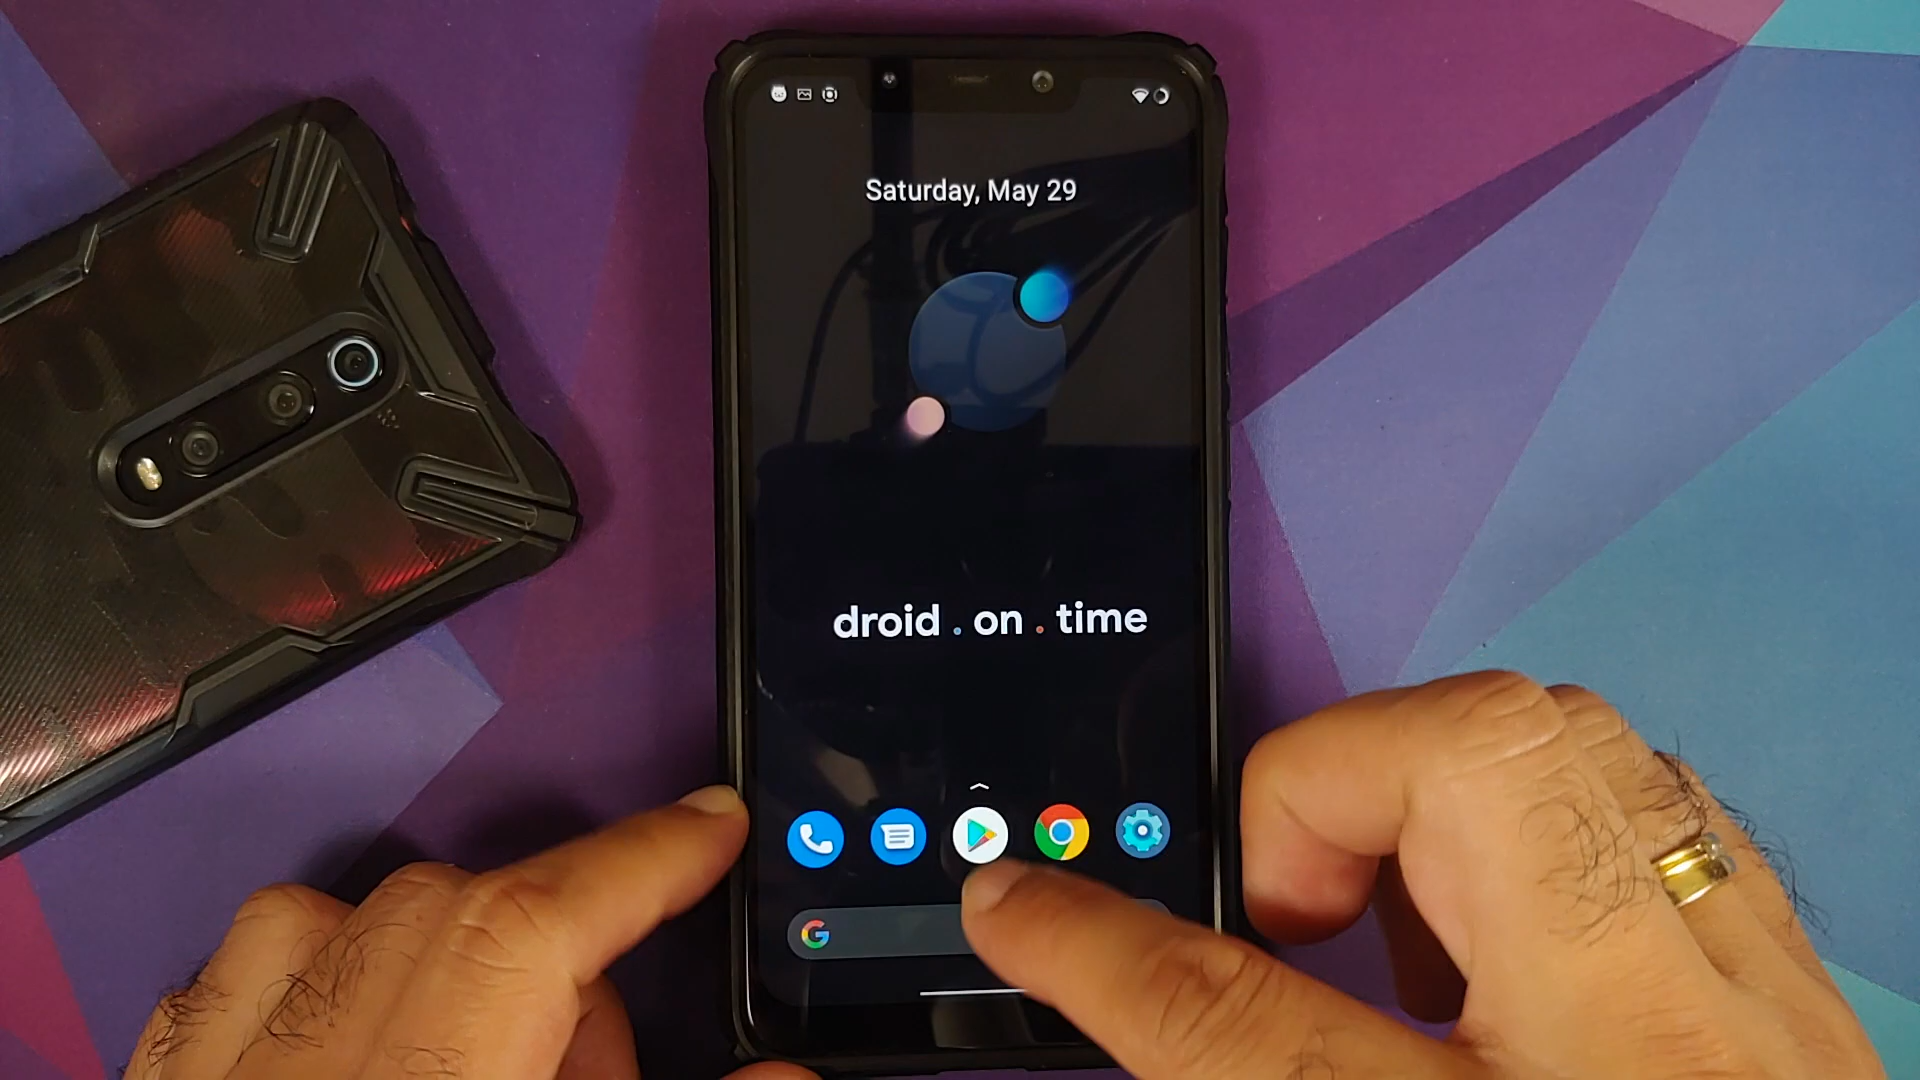 Saturday, May 29
droid . on . time
G